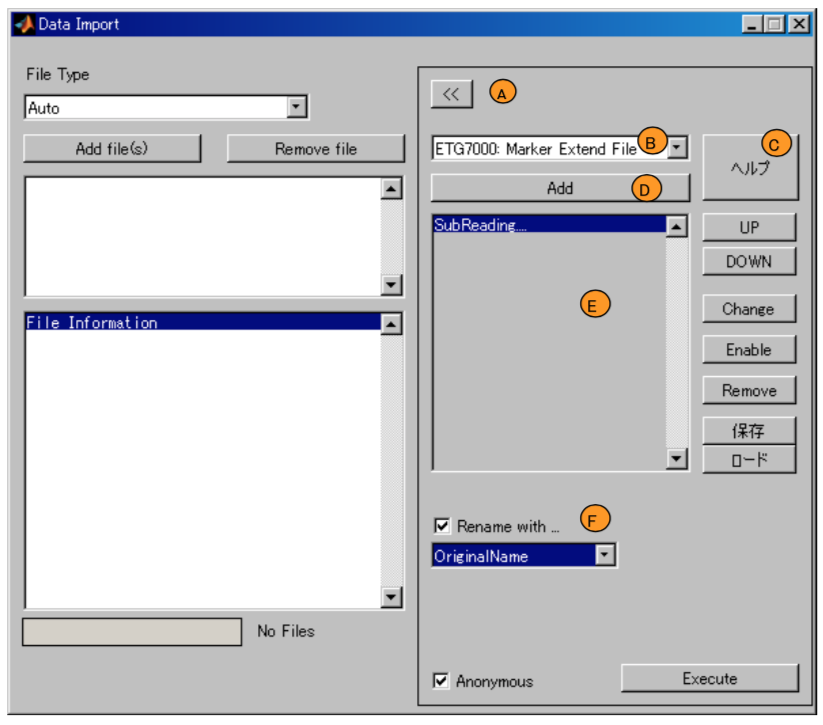 Data Import
File Type
Auto
Add file(s)
Remove file
File Information
No Files
<<
A
ETG7000: Marker Extend File
B
C
ヘルプ
Add
D
SubReading...
E
UP
DOWN
Change
Enable
Remove
保存
ロード
Rename with ...
F
OriginalName
Anonymous
Execute